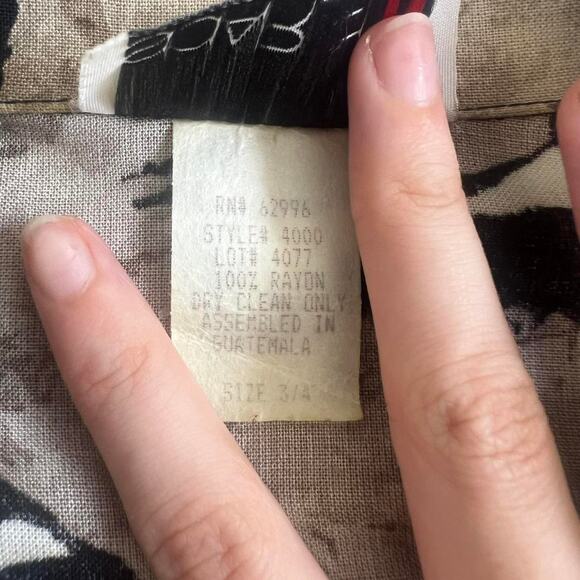 RN# 62996
STYLE# 4000
LOT# 4077
100% RAYON
DRY CLEAN ONLY
ASSEMBLED IN
GUATEMALA
SIZE 3/4